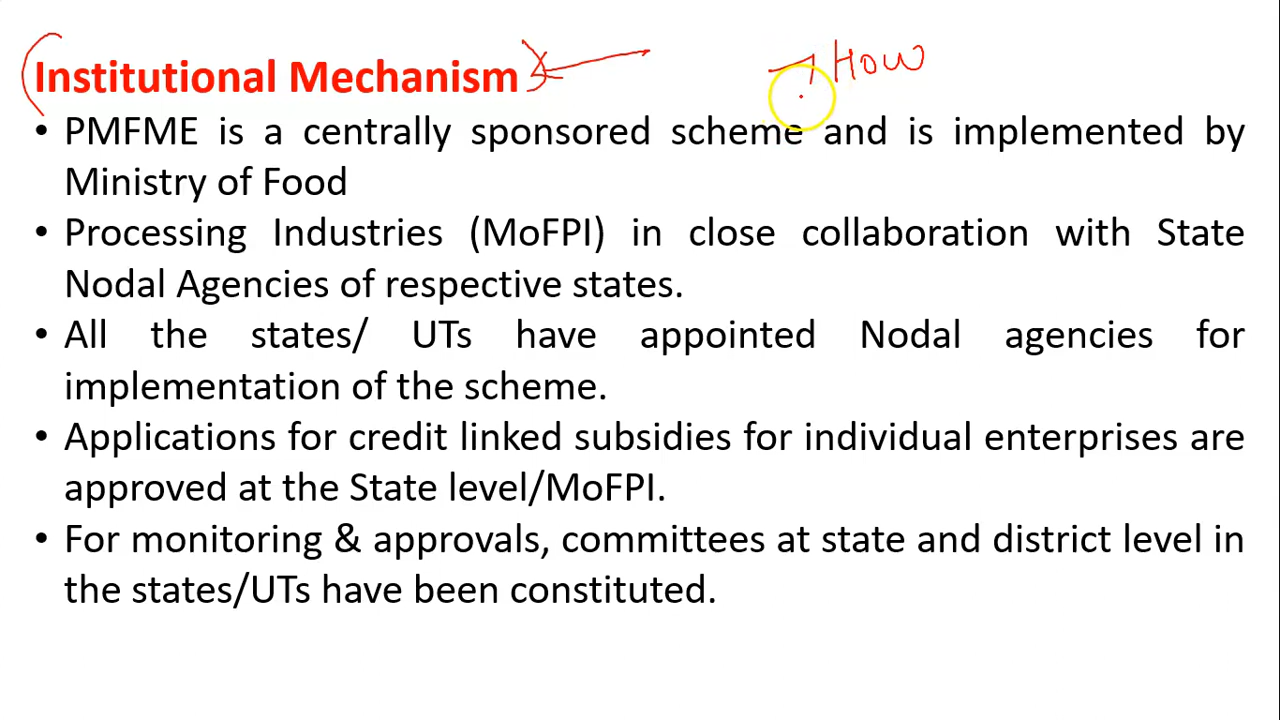 Institutional Mechanism
How
• PMFME is a centrally sponsored scheme and is implemented by
Ministry of Food
• Processing Industries (MoFPI) in close collaboration with State
Nodal Agencies of respective states.
• All the states/ UTs have appointed Nodal agencies for
implementation of the scheme.
• Applications for credit linked subsidies for individual enterprises are
approved at the State level/MoFPI.
• For monitoring & approvals, committees at state and district level in
the states/UTs have been constituted.